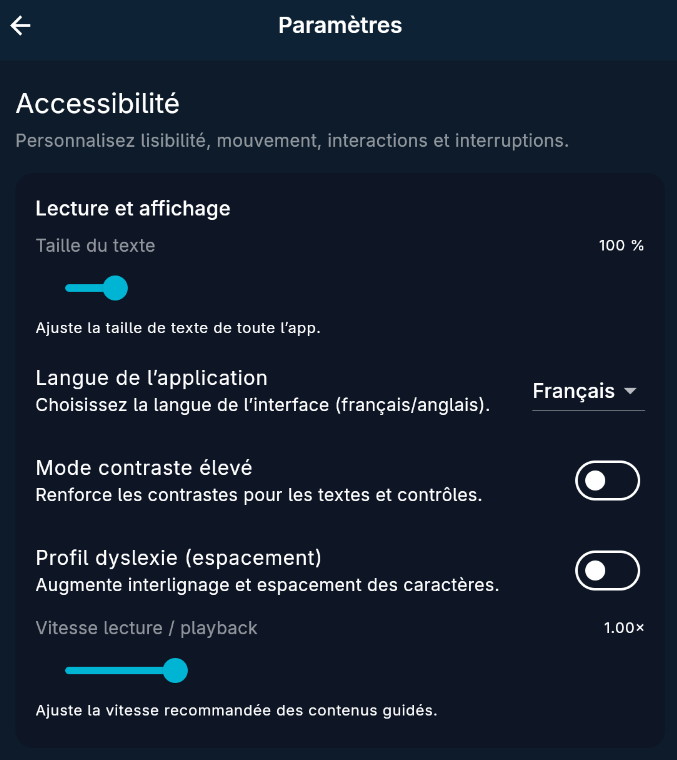 Paramètres
Accessibilité
Personnalisez lisibilité, mouvement, interactions et interruptions.
Lecture et affichage
Taille du texte
100 %
Ajuste la taille de texte de toute l’app.
Langue de l’application
Choisissez la langue de l’interface (français/anglais).
Français
Mode contraste élevé
Renforce les contrastes pour les textes et contrôles.
Profil dyslexie (espacement)
Augmente interlignage et espacement des caractères.
Vitesse lecture / playback
1.00×
Ajuste la vitesse recommandée des contenus guidés.